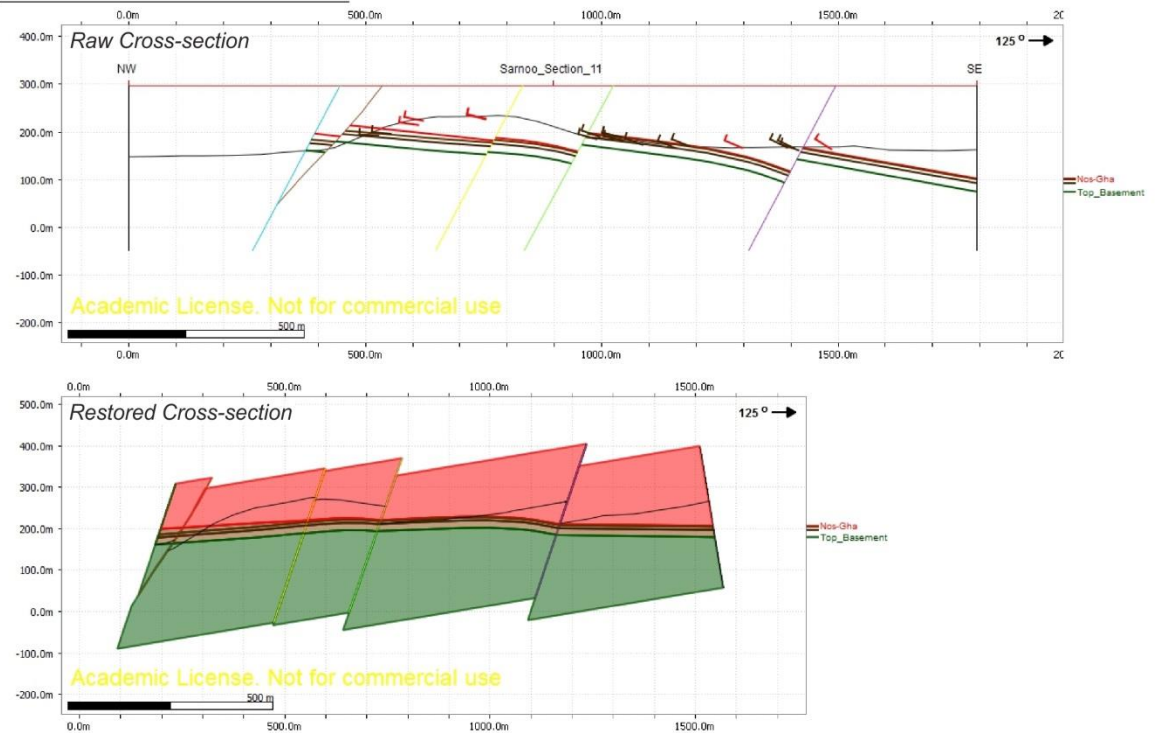 0.0m 500.0m 1000.0m 1500.0m 20
400.0m Raw Cross-section 125 º
NW Sarnoo_Section_11 SE
300.0m
200.0m
100.0m Nos-Gha
Top_Basement
0.0m
-100.0m
Academic License. Not for commercial use
-200.0m 500 m
0.0m 500.0m 1000.0m 1500.0m 20
0.0m 500.0m 1000.0m 1500.0m
500.0m Restored Cross-section 125 º
400.0m
300.0m
200.0m Nos-Gha
Top_Basement
100.0m
0.0m
-100.0m
Academic License. Not for commercial use
-200.0m 500 m
0.0m 500.0m 1000.0m 1500.0m